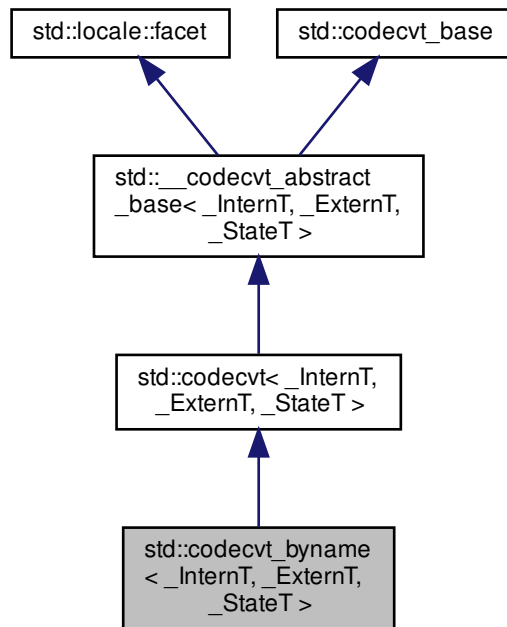 std::locale::facet
std::codecvt_base
std::__codecvt_abstract
_base< _InternT, _ExternT,
_StateT >
std::codecvt< _InternT,
_ExternT, _StateT >
std::codecvt_byname
< _InternT, _ExternT,
_StateT >